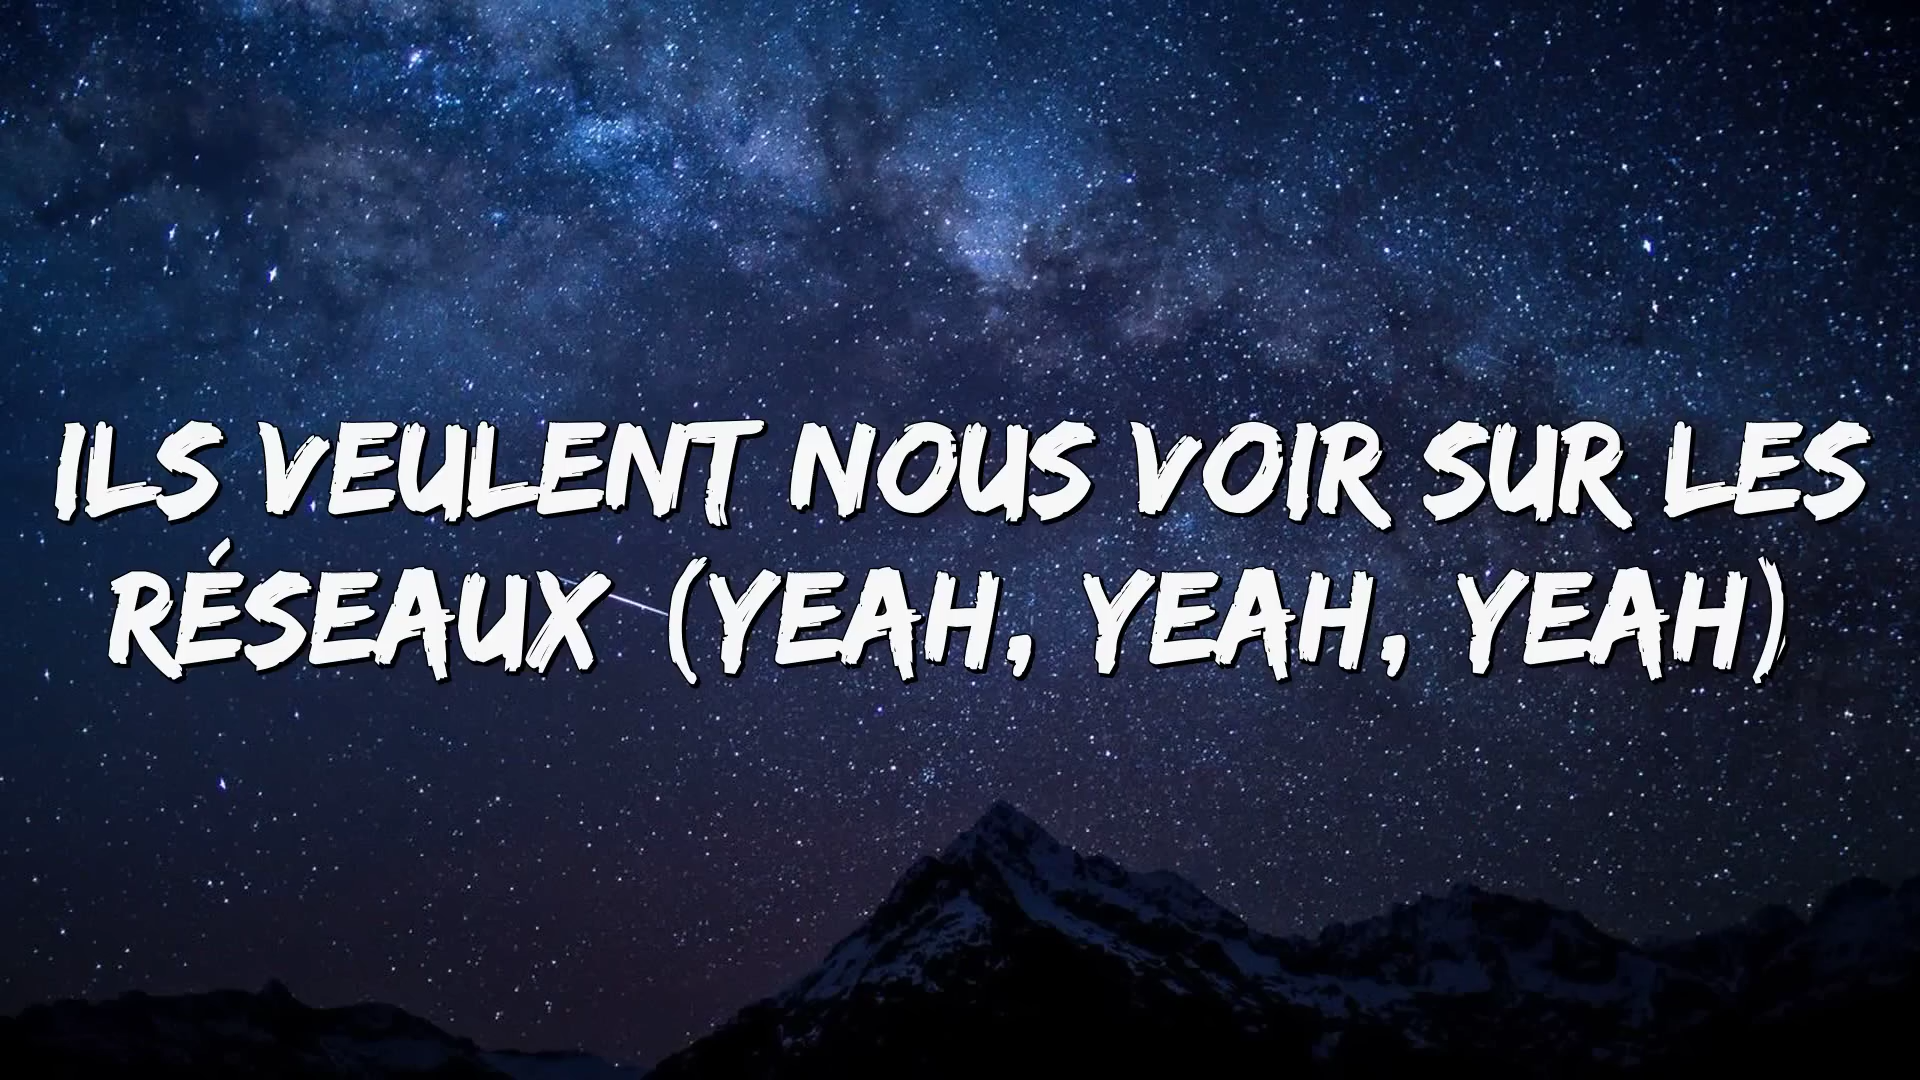 ILS VEULENT NOUS VOIR SUR LES
RÉSEAUX (YEAH, YEAH, YEAH)